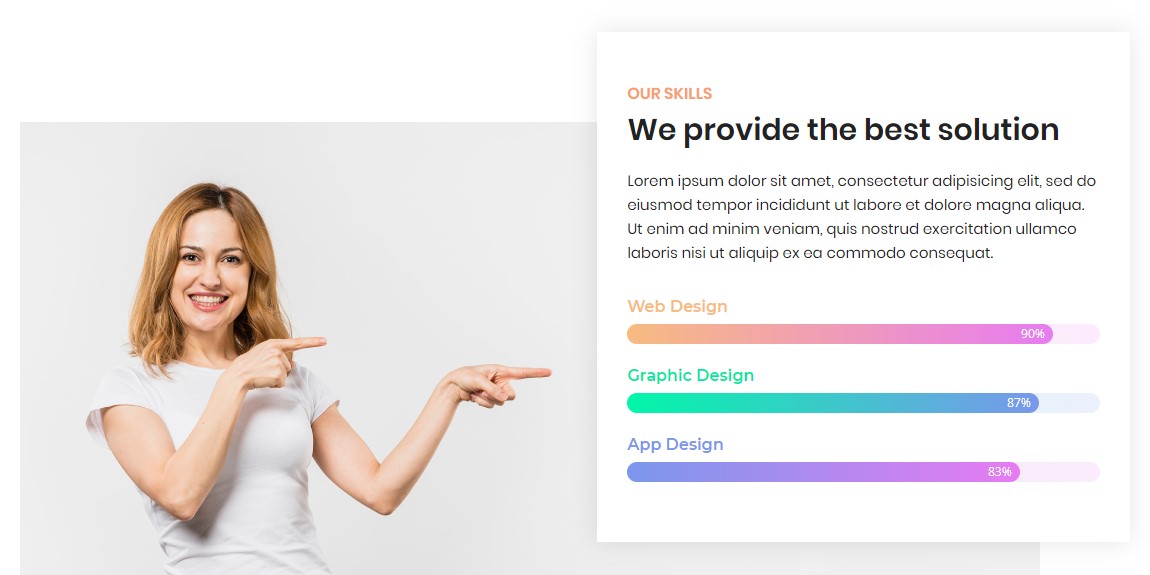 OUR SKILLS
We provide the best solution
Lorem ipsum dolor sit amet, consectetur adipisicing elit, sed do
eiusmod tempor incididunt ut labore et dolore magna aliqua.
Ut enim ad minim veniam, quis nostrud exercitation ullamco
laboris nisi ut aliquip ex ea commodo consequat.
Web Design
90%
Graphic Design
87%
App Design
83%